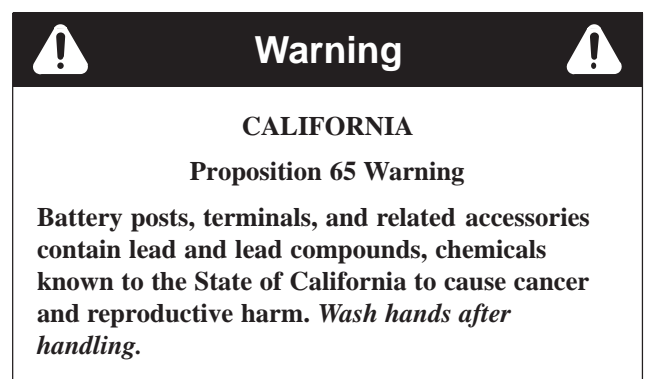 Warning
CALIFORNIA
Proposition 65 Warning
Battery posts, terminals, and related accessories
contain lead and lead compounds, chemicals
known to the State of California to cause cancer
and reproductive harm. Wash hands after
handling.